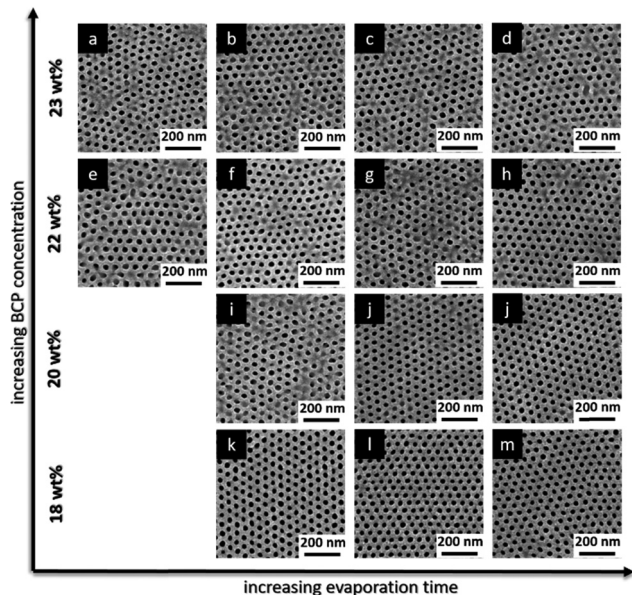 a
b
c
d
200 nm
200 nm
200 nm
200 nm
23 wt%
e
f
g
h
200 nm
200 nm
200 nm
200 nm
22 wt%
i
j
j
200 nm
200 nm
200 nm
20 wt%
k
l
m
200 nm
200 nm
200 nm
18 wt%
increasing BCP concentration
increasing evaporation time